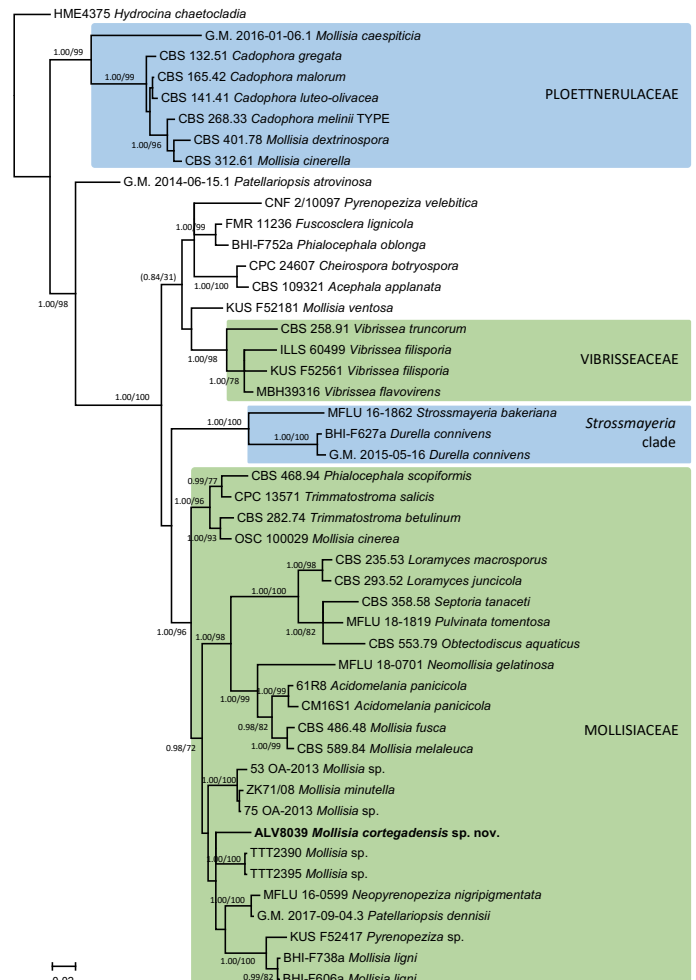 HME4375 Hydrocina chaetocladia
G.M. 2016-01-06.1 Mollisia caespiticia
1.00/99
CBS 132.51 Cadophora gregata
1.00/99
CBS 165.42 Cadophora malorum
CBS 141.41 Cadophora luteo-olivacea
PLOETTNERULACEAE
CBS 268.33 Cadophora melinii TYPE
CBS 401.78 Mollisia dextrinospora
1.00/96
CBS 312.61 Mollisia cinerella
G.M. 2014-06-15.1 Patellariopsis atrovinosa
CNF 2/10097 Pyrenopeziza velebitica
FMR 11236 Fuscosclera lignicola
1.00/99
BHI-F752a Phialocephala oblonga
CPC 24607 Cheirospora botryospora
(0.84/31)
1.00/100
CBS 109321 Acephala applanata
1.00/98
KUS F52181 Mollisia ventosa
CBS 258.91 Vibrissea truncorum
ILLS 60499 Vibrissea filisporia
1.00/98
VIBRISSEACEAE
KUS F52561 Vibrissea filisporia
1.00/78
MBH39316 Vibrissea flavovirens
1.00/100
MFLU 16-1862 Strossmayeria bakeriana
1.00/100
Strossmayeria
clade
BHI-F627a Durella connivens
1.00/100
G.M. 2015-05-16 Durella connivens
CBS 468.94 Phialocephala scopiformis
0.99/77
CPC 13571 Trimmatostroma salicis
1.00/96
CBS 282.74 Trimmatostroma betulinum
1.00/93
OSC 100029 Mollisia cinerea
CBS 235.53 Loramyces macrosporus
1.00/98
CBS 293.52 Loramyces juncicola
1.00/100
CBS 358.58 Septoria tanaceti
MFLU 18-1819 Pulvinata tomentosa
1.00/96
1.00/82
1.00/98
CBS 553.79 Obtectodiscus aquaticus
MFLU 18-0701 Neomollisia gelatinosa
61R8 Acidomelania panicicola
1.00/99
1.00/99
CM16S1 Acidomelania panicicola
CBS 486.48 Mollisia fusca
0.98/82
MOLLISIACEAE
1.00/99
CBS 589.84 Mollisia melaleuca
0.98/72
53 OA-2013 Mollisia sp.
1.00/100
ZK71/08 Mollisia minutella
75 OA-2013 Mollisia sp.
ALV8039 Mollisia cortegadensis sp. nov.
TTT2390 Mollisia sp.
1.00/100
TTT2395 Mollisia sp.
MFLU 16-0599 Neopyrenopeziza nigripigmentata
1.00/100
G.M. 2017-09-04.3 Patellariopsis dennisii
KUS F52417 Pyrenopeziza sp.
1.00/100
BHI-F738a Mollisia ligni
0.99/82
BHI-F606a Mollisia ligni
0.02